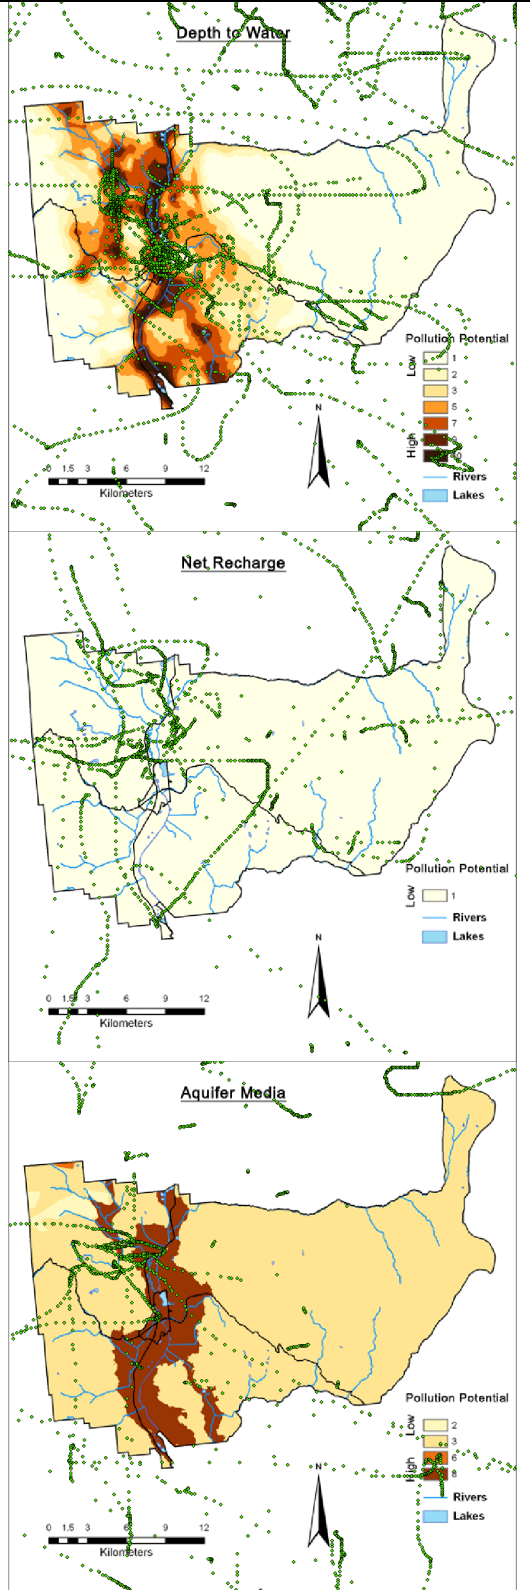 Depth to Water
Pollution Potential
Low
1
2
3
5
7
High
Rivers
Lakes
N
0 1.5 3 6 9 12
Kilometers
Net Recharge
Pollution Potential
Low
1
Rivers
Lakes
N
0 1.5 3 6 9 12
Kilometers
Aquifer Media
Pollution Potential
Low
2
3
6
High
8
Rivers
Lakes
N
0 1.5 3 6 9 12
Kilometers